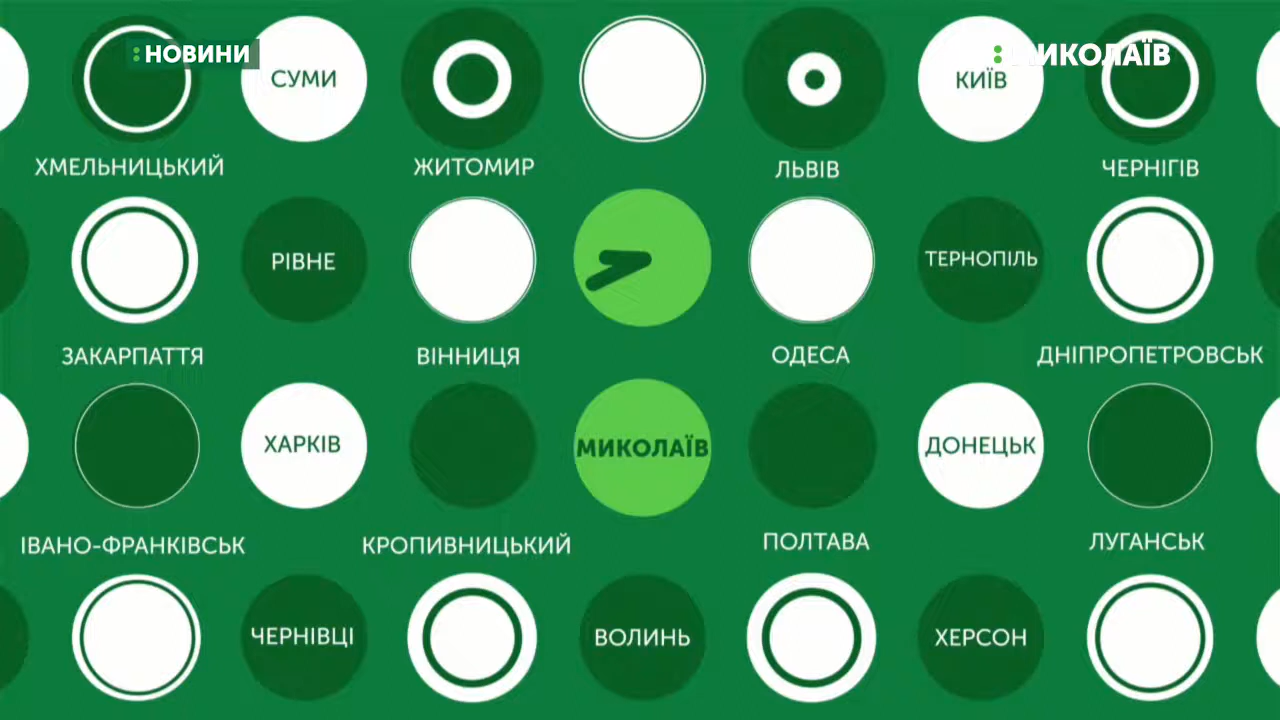 НОВИНИ
МИКОЛАЇВ
СУМИ
КИЇВ
ХМЕЛЬНИЦЬКИЙ
ЖИТОМИР
ЛЬВІВ
ЧЕРНІГІВ
РІВНЕ
ТЕРНОПІЛЬ
ЗАКАРПАТТЯ
ВІННИЦЯ
ОДЕСА
ДНІПРОПЕТРОВСЬК
ХАРКІВ
МИКОЛАЇВ
ДОНЕЦЬК
ІВАНО-ФРАНКІВСЬК
КРОПИВНИЦЬКИЙ
ПОЛТАВА
ЛУГАНСЬК
ЧЕРНІВЦІ
ВОЛИНЬ
ХЕРСОН